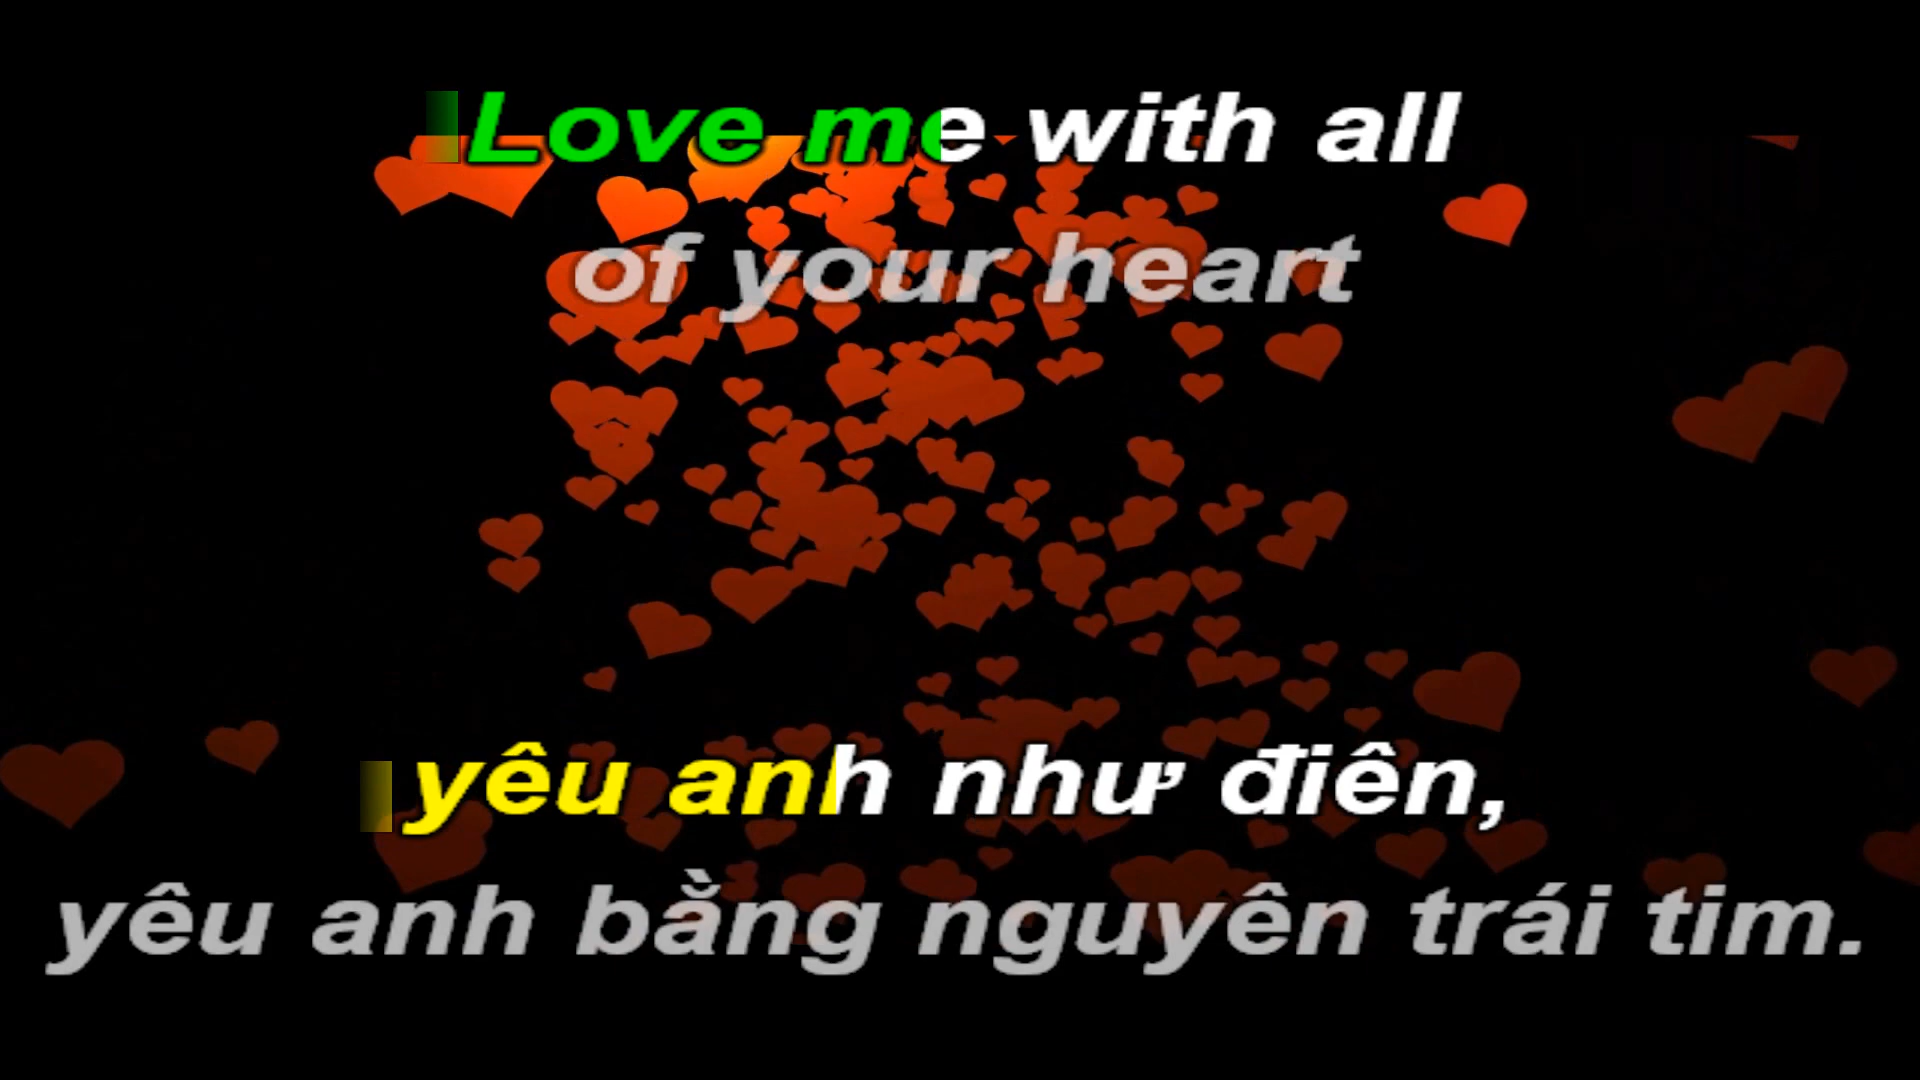 Love me with all
of your heart
yêu anh như điên,
yêu anh bằng nguyên trái tim.